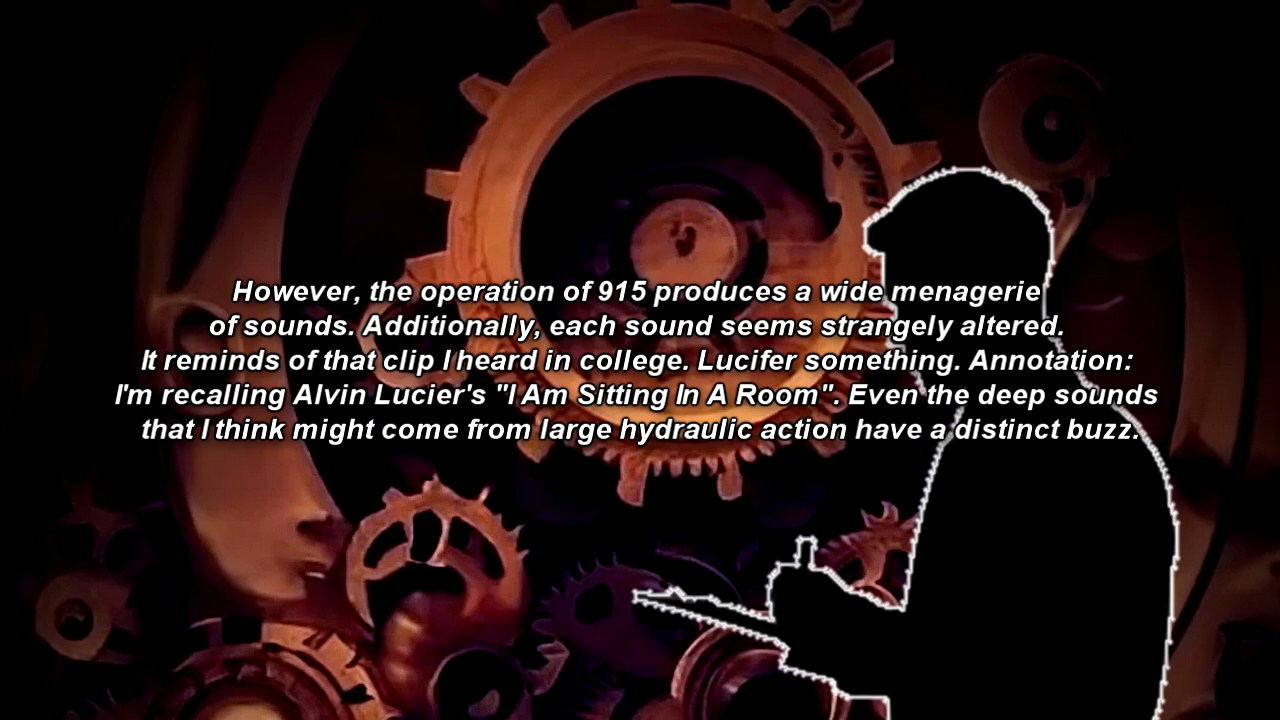 However, the operation of 915 produces a wide menagerie
of sounds. Additionally, each sound seems strangely altered.
It reminds of that clip I heard in college. Lucifer something. Annotation:
I'm recalling Alvin Lucier's "I Am Sitting In A Room". Even the deep sounds
that I think might come from large hydraulic action have a distinct buzz.